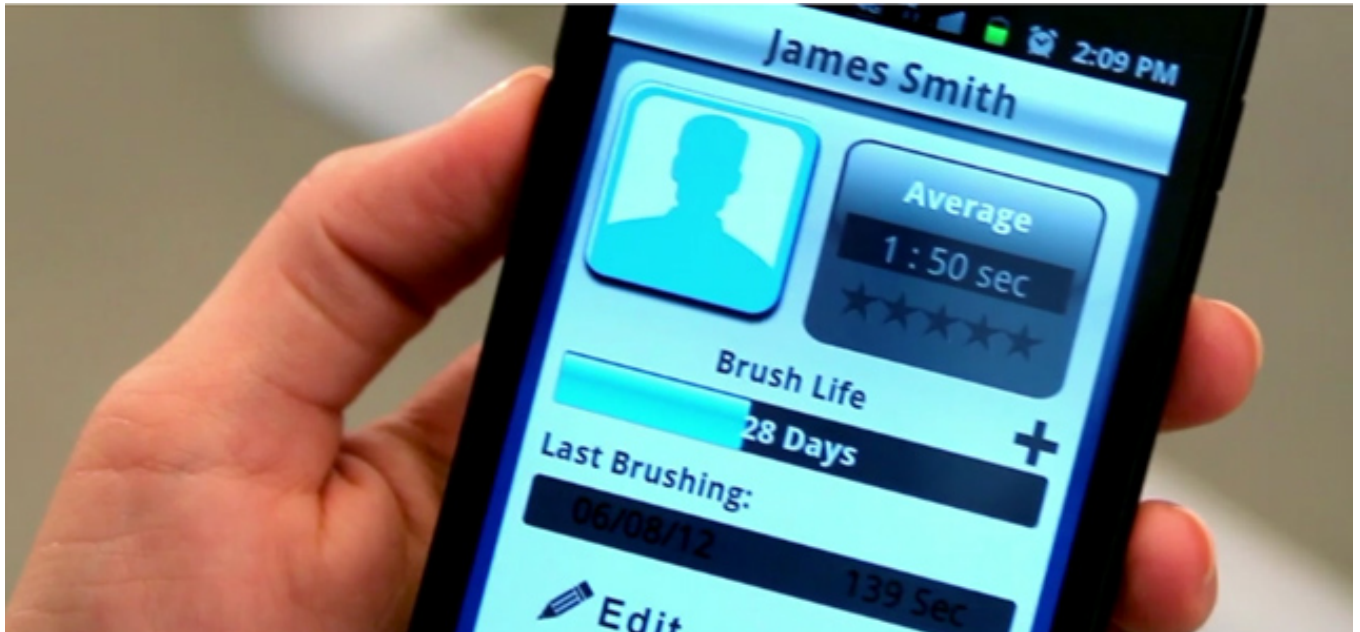 2:09 PM
James Smith
Average
1 : 50 sec
Brush Life
28 Days
Last Brushing:
06/08/12
139 Sec
Edit